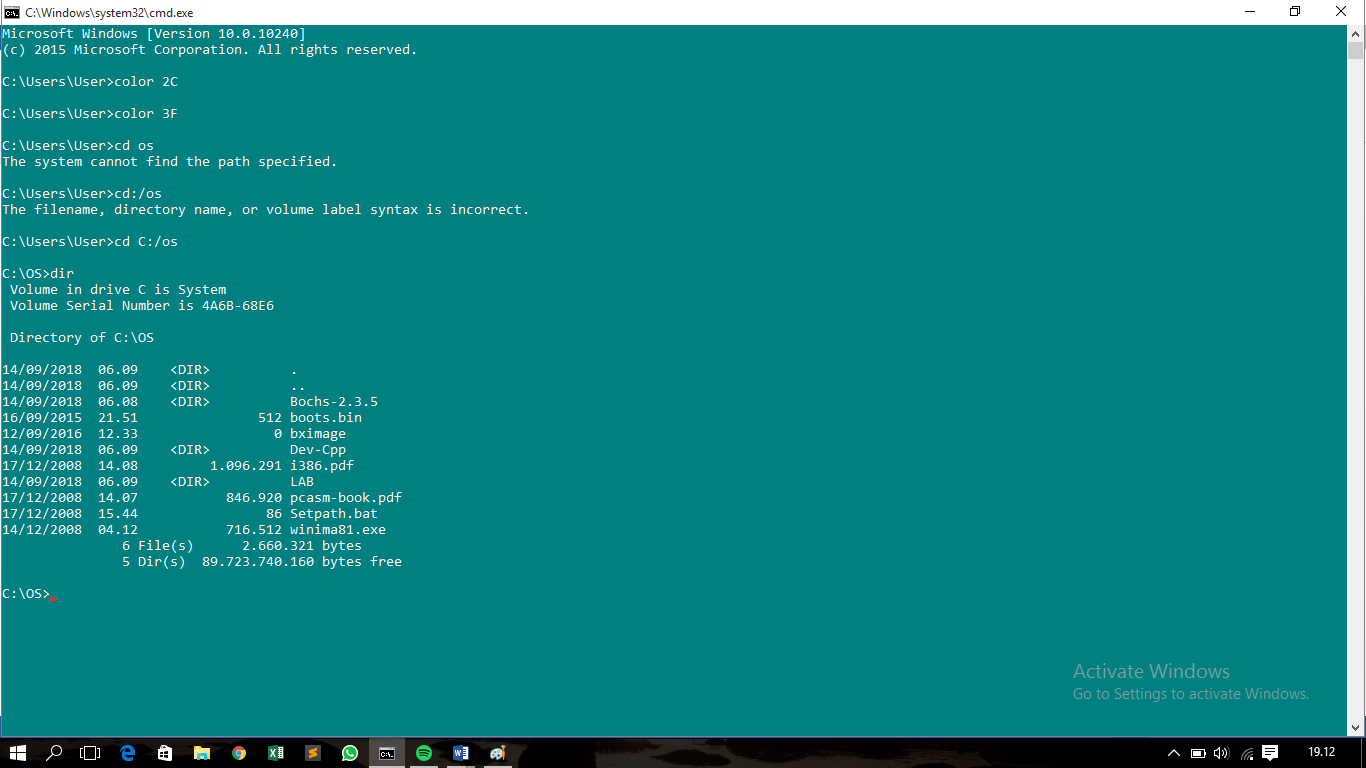 C:\Windows\system32\cmd.exe
Microsoft Windows [Version 10.0.10240]
(c) 2015 Microsoft Corporation. All rights reserved.
C:\Users\User>color 2C
C:\Users\User>color 3F
C:\Users\User>cd os
The system cannot find the path specified.
C:\Users\User>cd:/os
The filename, directory name, or volume label syntax is incorrect.
C:\Users\User>cd C:/os
C:\OS>dir
Volume in drive C is System
Volume Serial Number is 4A6B-68E6
Directory of C:\OS
14/09/2018  06.09    <DIR>          .
14/09/2018  06.09    <DIR>          ..
14/09/2018  06.08    <DIR>          Bochs-2.3.5
16/09/2015  21.51               512 boots.bin
12/09/2016  12.33                 0 bximage
14/09/2018  06.09    <DIR>          Dev-Cpp
17/12/2008  14.08         1.096.291 i386.pdf
14/09/2018  06.09    <DIR>          LAB
17/12/2008  14.07           846.920 pcasm-book.pdf
17/12/2008  15.44                86 Setpath.bat
14/12/2008  04.12           716.512 winima81.exe
6 File(s)      2.660.321 bytes
5 Dir(s)  89.723.740.160 bytes free
C:\OS>
Activate Windows
Go to Settings to activate Windows.
19.12